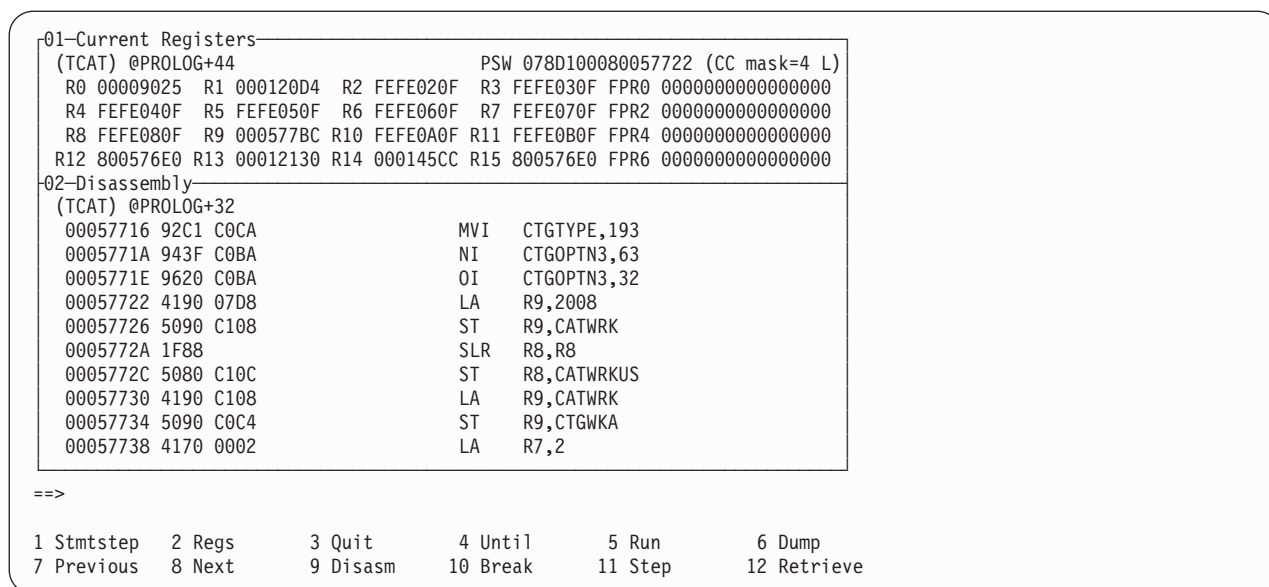 01—Current Registers
(TCAT) @PROLOG+44 PSW 078D100080057722 (CC mask=4 L)
R0 00009025 R1 000120D4 R2 FEFE020F R3 FEFE030F FPR0 0000000000000000
R4 FEFE040F R5 FEFE050F R6 FEFE060F R7 FEFE070F FPR2 0000000000000000
R8 FEFE080F R9 000577BC R10 FEFE0A0F R11 FEFE0B0F FPR4 0000000000000000
R12 800576E0 R13 00012130 R14 000145CC R15 800576E0 FPR6 0000000000000000
02—Disassembly
(TCAT) @PROLOG+32
00057716 92C1 C0CA MVI CTGTYPE,193
0005771A 943F C0BA NI CTGOPTN3,63
0005771E 9620 C0BA OI CTGOPTN3,32
00057722 4190 07D8 LA R9,2008
00057726 5090 C108 ST R9,CATWRK
0005772A 1F88 SLR R8,R8
0005772C 5080 C10C ST R8,CATWRKUS
00057730 4190 C108 LA R9,CATWRK
00057734 5090 C0C4 ST R9,CTGWKA
00057738 4170 0002 LA R7,2
==>
1 Stmtstep 2 Regs 3 Quit 4 Until 5 Run 6 Dump
7 Previous 8 Next 9 Disasm 10 Break 11 Step 12 Retrieve